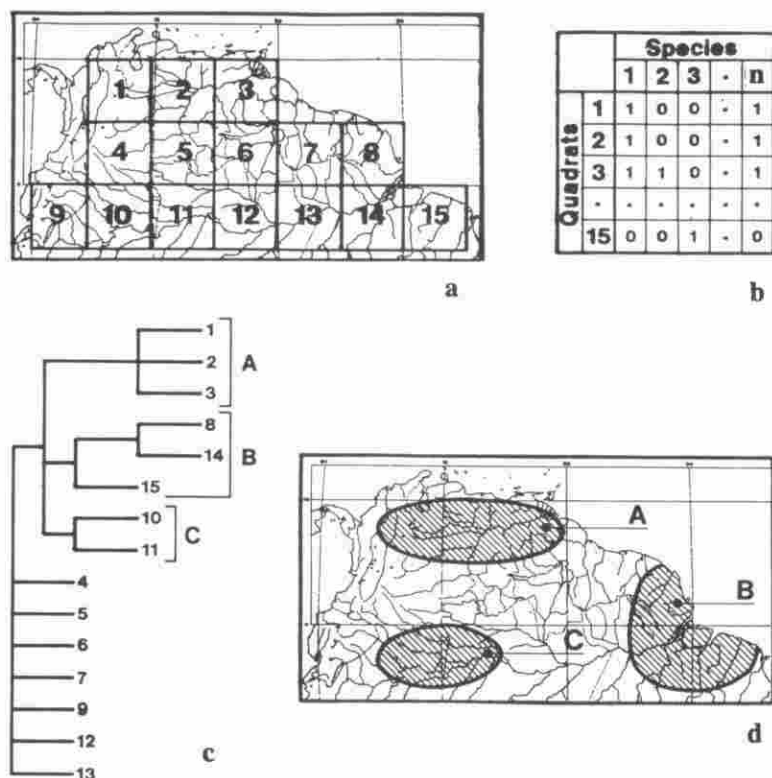 1 2 3
4 5 6 7 8
9 10 11 12 13 14 15
a
Species
1 2 3 - n
Quadrats
1 1 0 0 - 1
2 1 0 0 - 1
3 1 1 0 - 1
- - - - - -
15 0 0 1 - 0
b
1
2
3
A
8
14
15
B
10
11
C
4
5
6
7
9
12
13
c
A
B
C
d